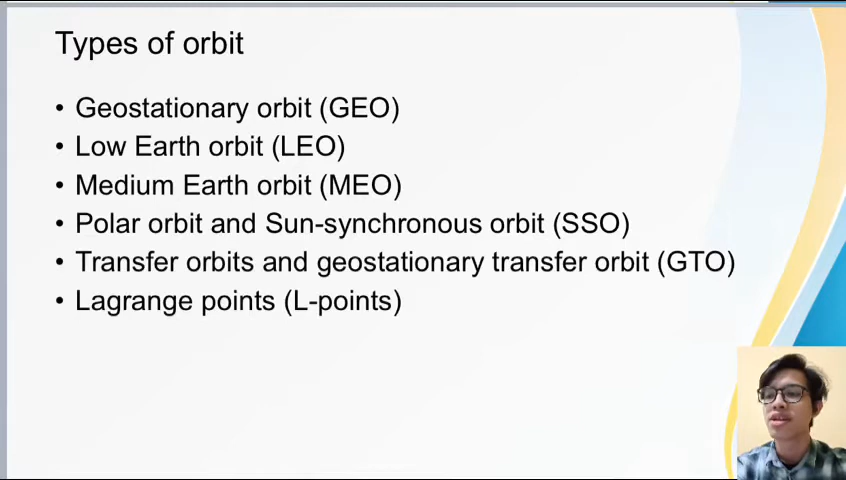 Types of orbit
• Geostationary orbit (GEO)
• Low Earth orbit (LEO)
• Medium Earth orbit (MEO)
• Polar orbit and Sun-synchronous orbit (SSO)
• Transfer orbits and geostationary transfer orbit (GTO)
• Lagrange points (L-points)